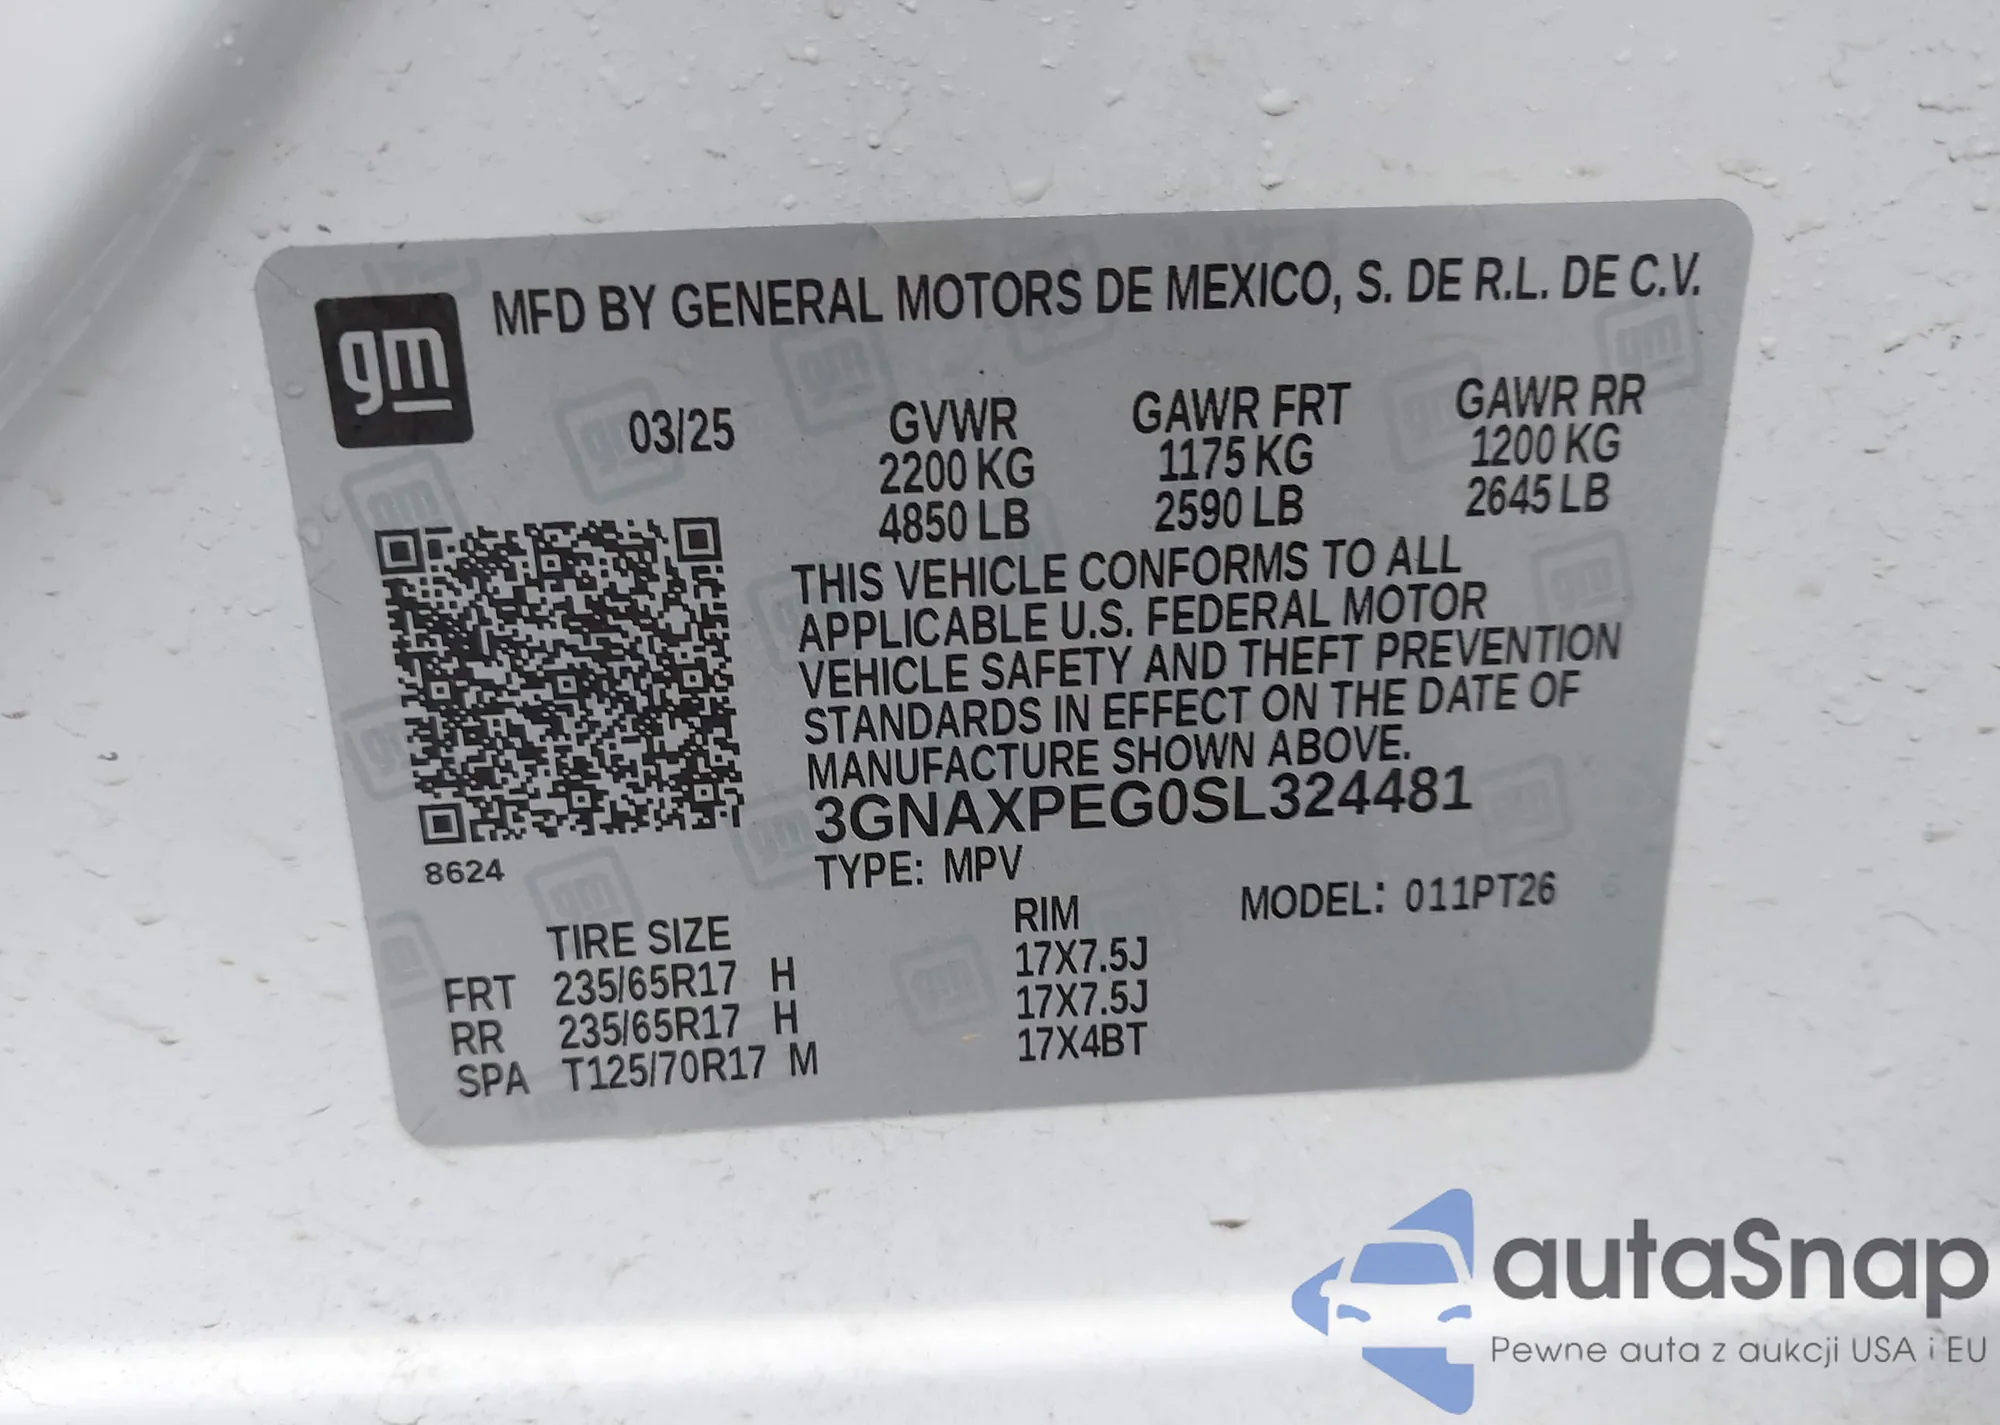 gm
MFD BY GENERAL MOTORS DE MEXICO, S. DE R.L. DE C.V.
03/25
GVWR GAWR FRT GAWR RR
2200 KG 1175 KG 1200 KG
4850 LB 2590 LB 2645 LB
THIS VEHICLE CONFORMS TO ALL
APPLICABLE U.S. FEDERAL MOTOR
VEHICLE SAFETY AND THEFT PREVENTION
STANDARDS IN EFFECT ON THE DATE OF
MANUFACTURE SHOWN ABOVE.
3GNAXPEG0SL324481
8624
TYPE: MPV
MODEL: 011PT26
TIRE SIZE RIM
FRT 235/65R17 H 17X7.5J
RR 235/65R17 H 17X7.5J
SPA T125/70R17 M 17X4BT
autaSnap
Pewne auta z aukcji USA i EU